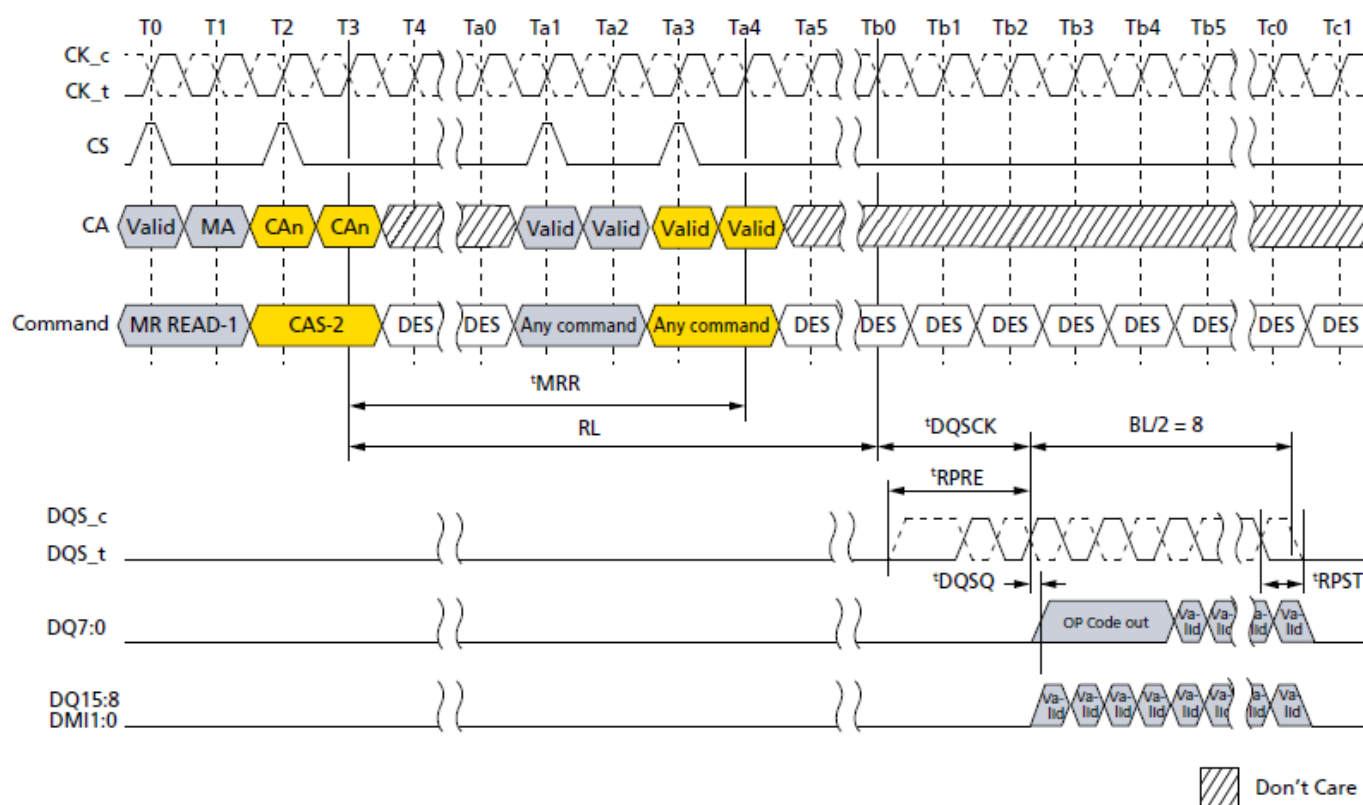 T0 T1 T2 T3 T4 Ta0 Ta1 Ta2 Ta3 Ta4 Ta5 Tb0 Tb1 Tb2 Tb3 Tb4 Tb5 Tc0 Tc1
CK_c
CK_t
CS
CA Valid MA CAn CAn Valid Valid Valid Valid
Command MR READ-1 CAS-2 DES DES Any command Any command DES DES DES DES DES DES DES DES DES
tMRR
RL tDQSCK BL/2 = 8
tRPRE
DQS_c
DQS_t
tDQSQ tRPST
DQ7:0 OP Code out Va- Va- a- Va-
lid lid lid lid
DQ15:8 Va- Va- Va- Va- Va- Va- a- Va-
DMI1:0 lid lid lid lid lid lid lid lid
Don't Care